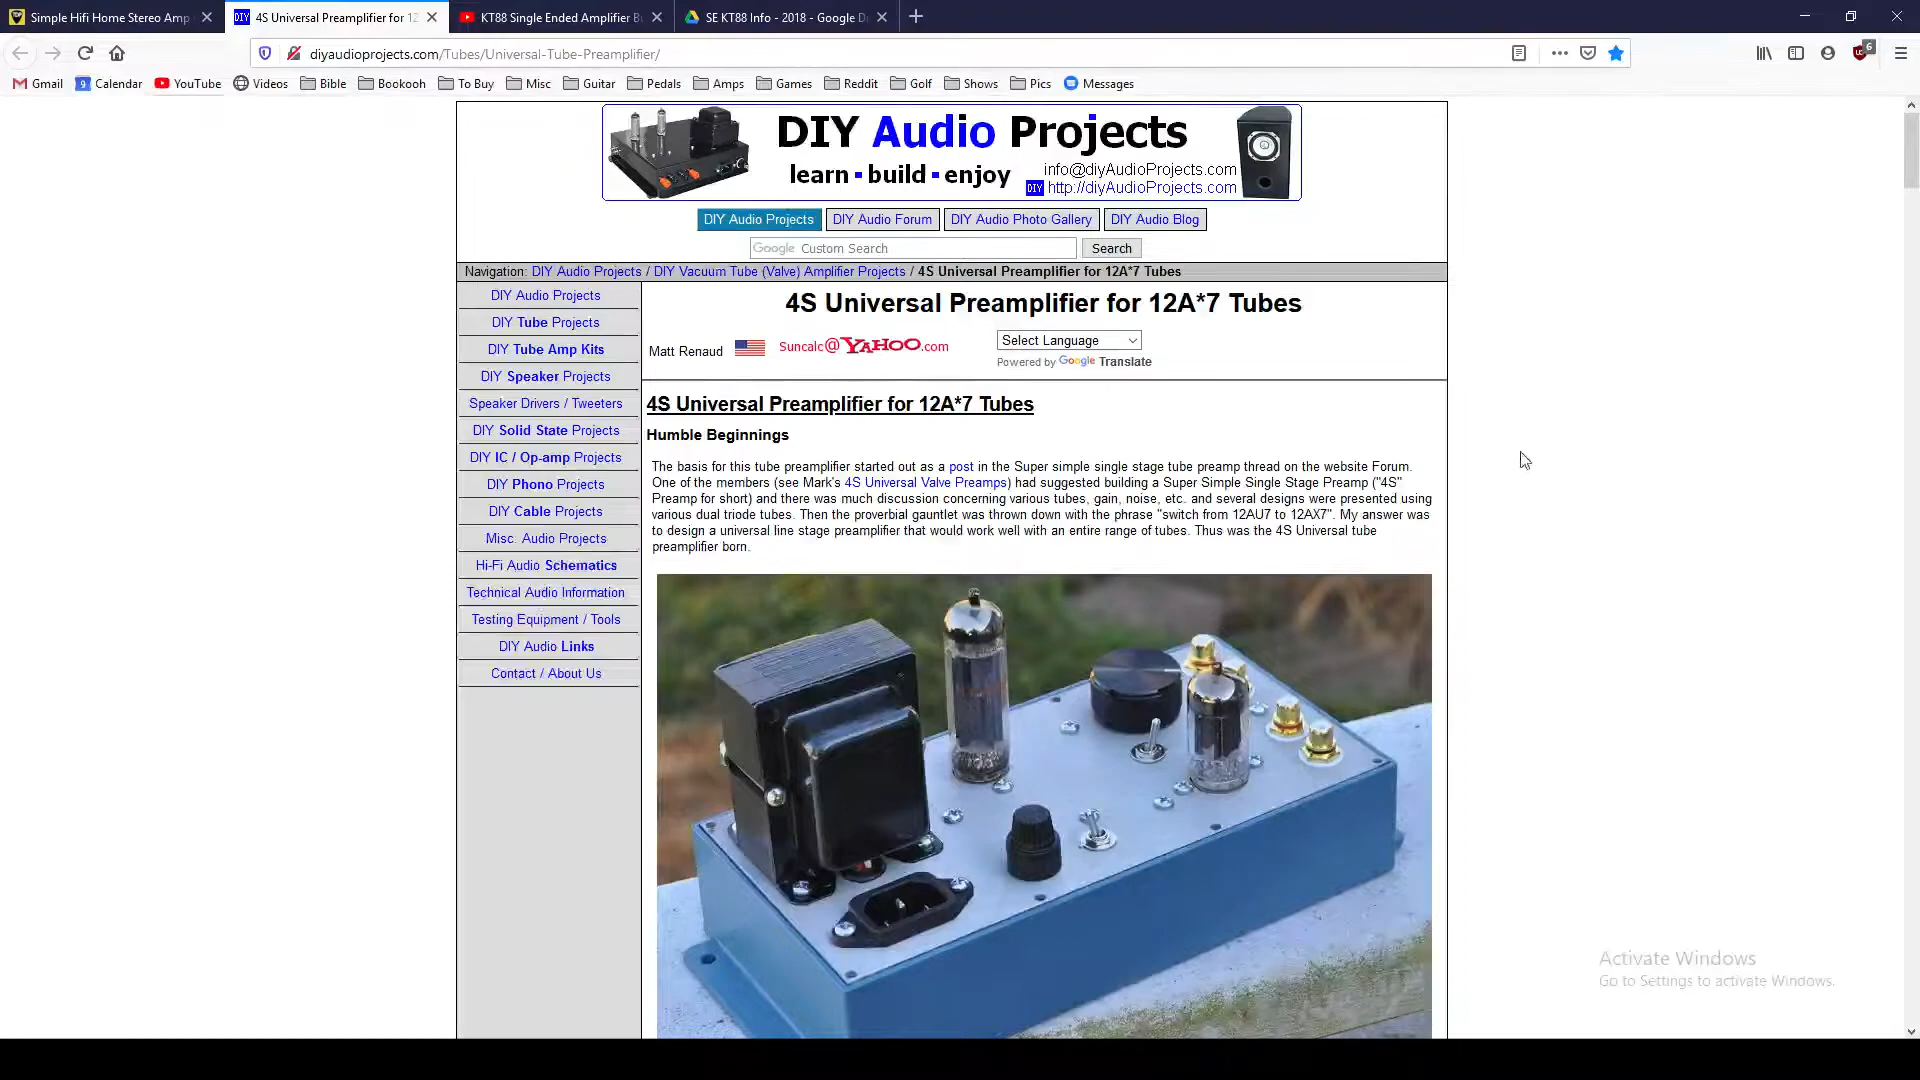 Simple Hifi Home Stereo Amp
4S Universal Preamplifier for 12
KT88 Single Ended Amplifier B
SE KT88 Info - 2018 - Google D
diyaudioprojects.com/Tubes/Universal-Tube-Preamplifier/
6
Gmail
9 Calendar
YouTube
Videos
Bible
Bookooh
To Buy
Misc
Guitar
Pedals
Amps
Games
Reddit
Golf
Shows
Pics
Messages
DIY Audio Projects
learn ▪ build ▪ enjoy
info@diyAudioProjects.com
DIY http://diyAudioProjects.com
DIY Audio Projects
DIY Audio Forum
DIY Audio Photo Gallery
DIY Audio Blog
Google Custom Search
Search
Navigation: DIY Audio Projects / DIY Vacuum Tube (Valve) Amplifier Projects / 4S Universal Preamplifier for 12A*7 Tubes
DIY Audio Projects
DIY Tube Projects
DIY Tube Amp Kits
DIY Speaker Projects
Speaker Drivers / Tweeters
DIY Solid State Projects
DIY IC / Op-amp Projects
DIY Phono Projects
DIY Cable Projects
Misc. Audio Projects
Hi-Fi Audio Schematics
Technical Audio Information
Testing Equipment / Tools
DIY Audio Links
Contact / About Us
4S Universal Preamplifier for 12A*7 Tubes
Matt Renaud
Suncalc@YAHOO.com
Select Language
Powered by Google Translate
4S Universal Preamplifier for 12A*7 Tubes
Humble Beginnings
The basis for this tube preamplifier started out as a post in the Super simple single stage tube preamp thread on the website Forum.
One of the members (see Mark's 4S Universal Valve Preamps) had suggested building a Super Simple Single Stage Preamp ("4S"
Preamp for short) and there was much discussion concerning various tubes, gain, noise, etc. and several designs were presented using
various dual triode tubes. Then the proverbial gauntlet was thrown down with the phrase "switch from 12AU7 to 12AX7". My answer was
to design a universal line stage preamplifier that would work well with an entire range of tubes. Thus was the 4S Universal tube
preamplifier born.
Activate Windows
Go to Settings to activate Windows.